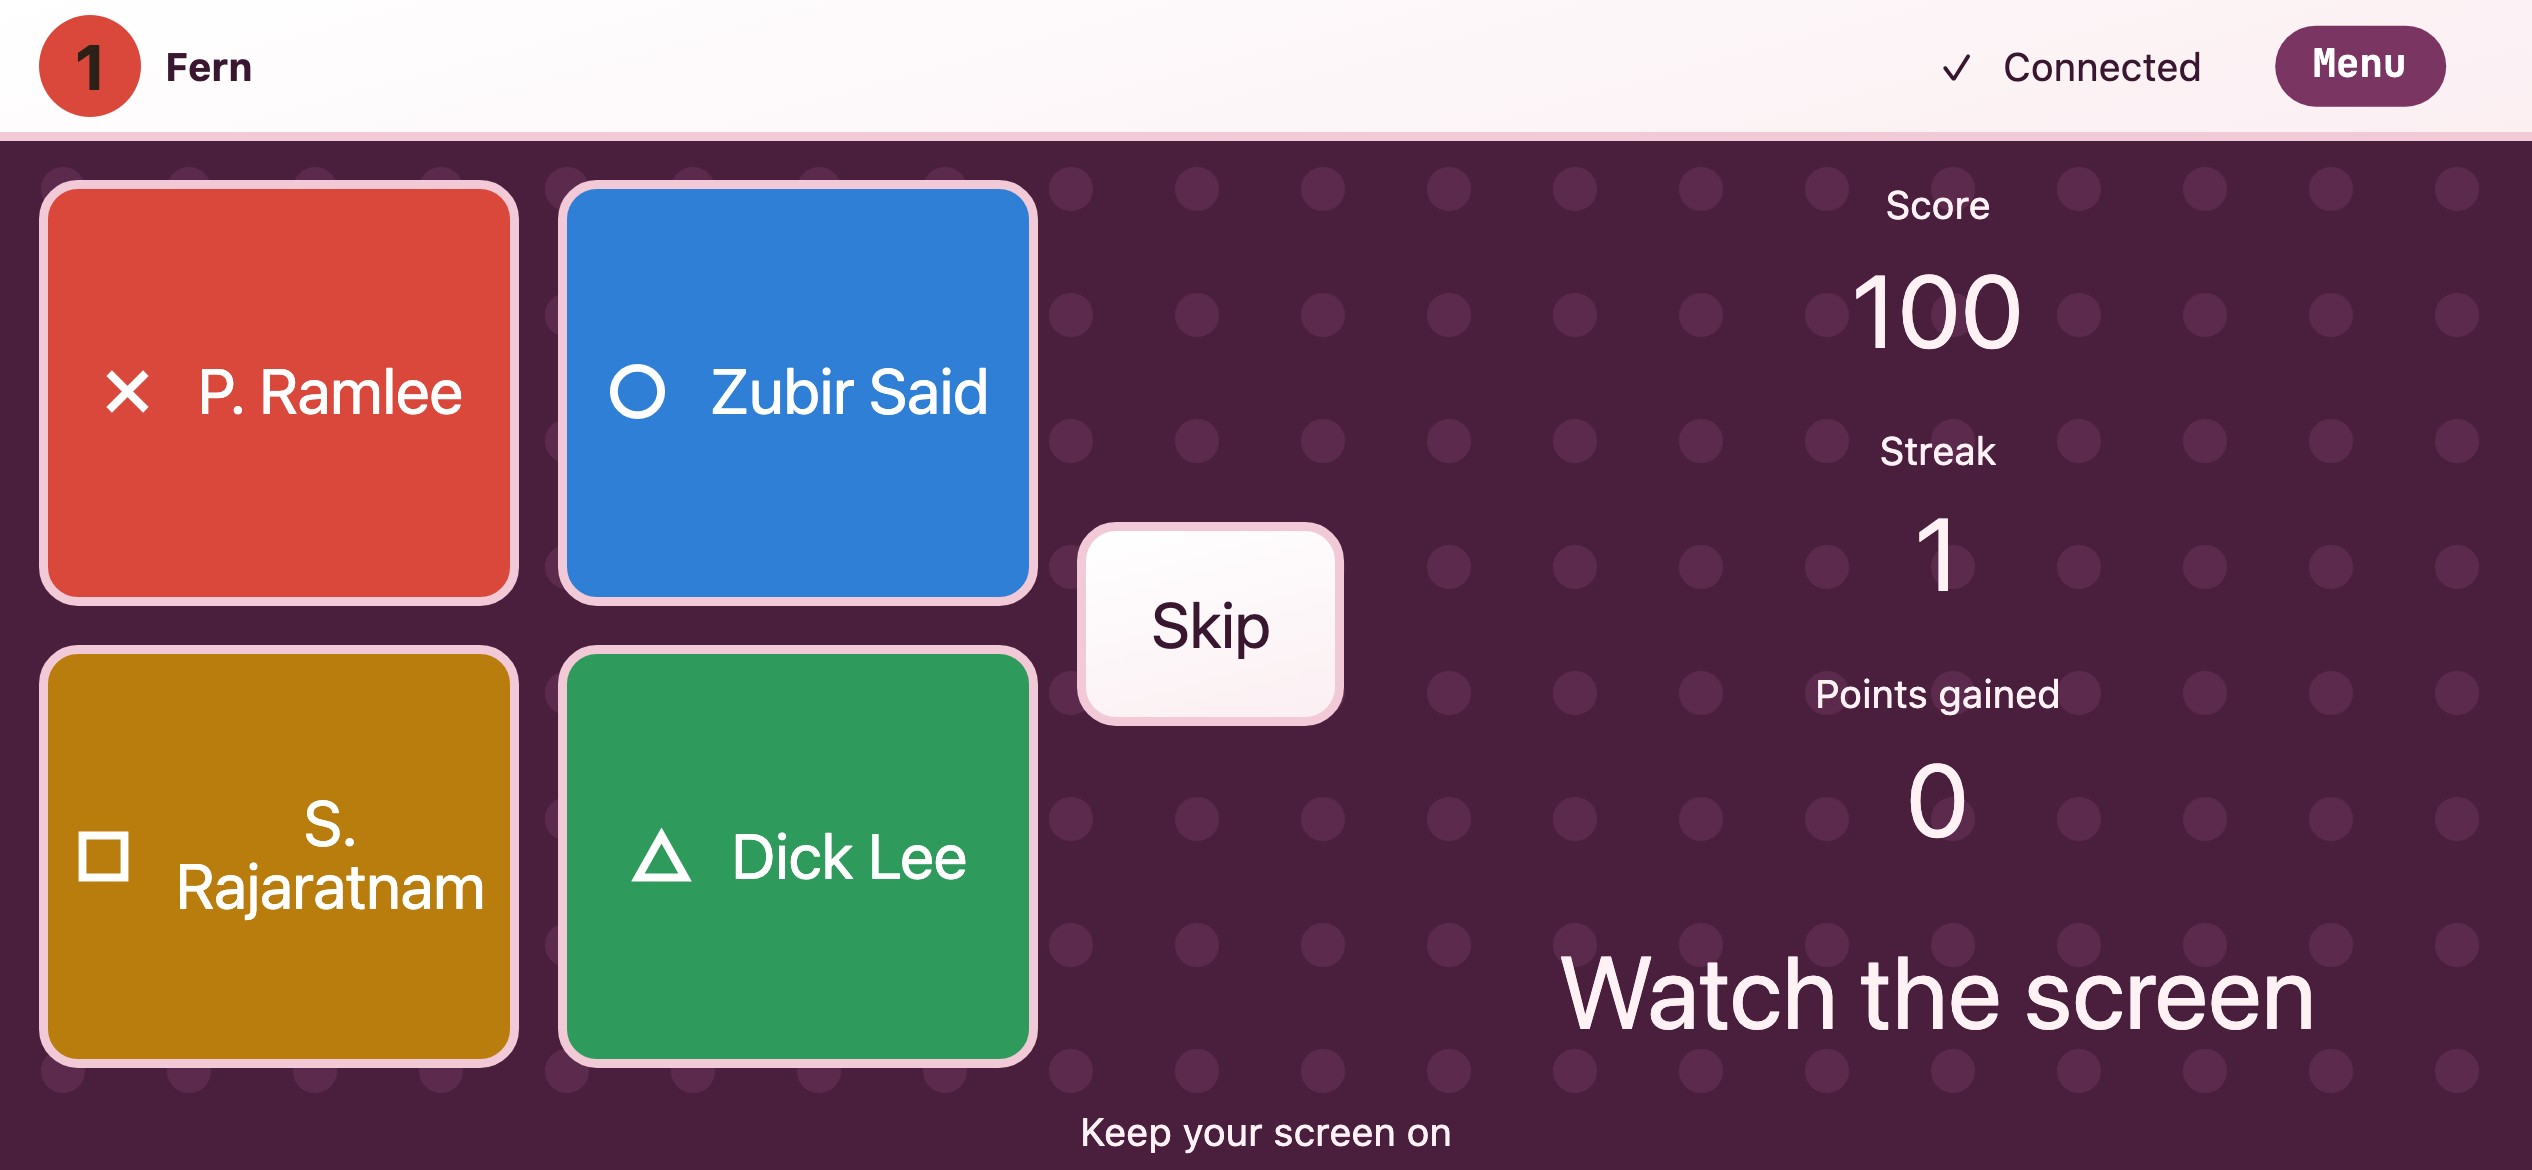 1 Fern
✓ Connected
Menu
P. Ramlee
Zubir Said
S.
Rajaratnam
Dick Lee
Skip
Score
100
Streak
1
Points gained
0
Watch the screen
Keep your screen on